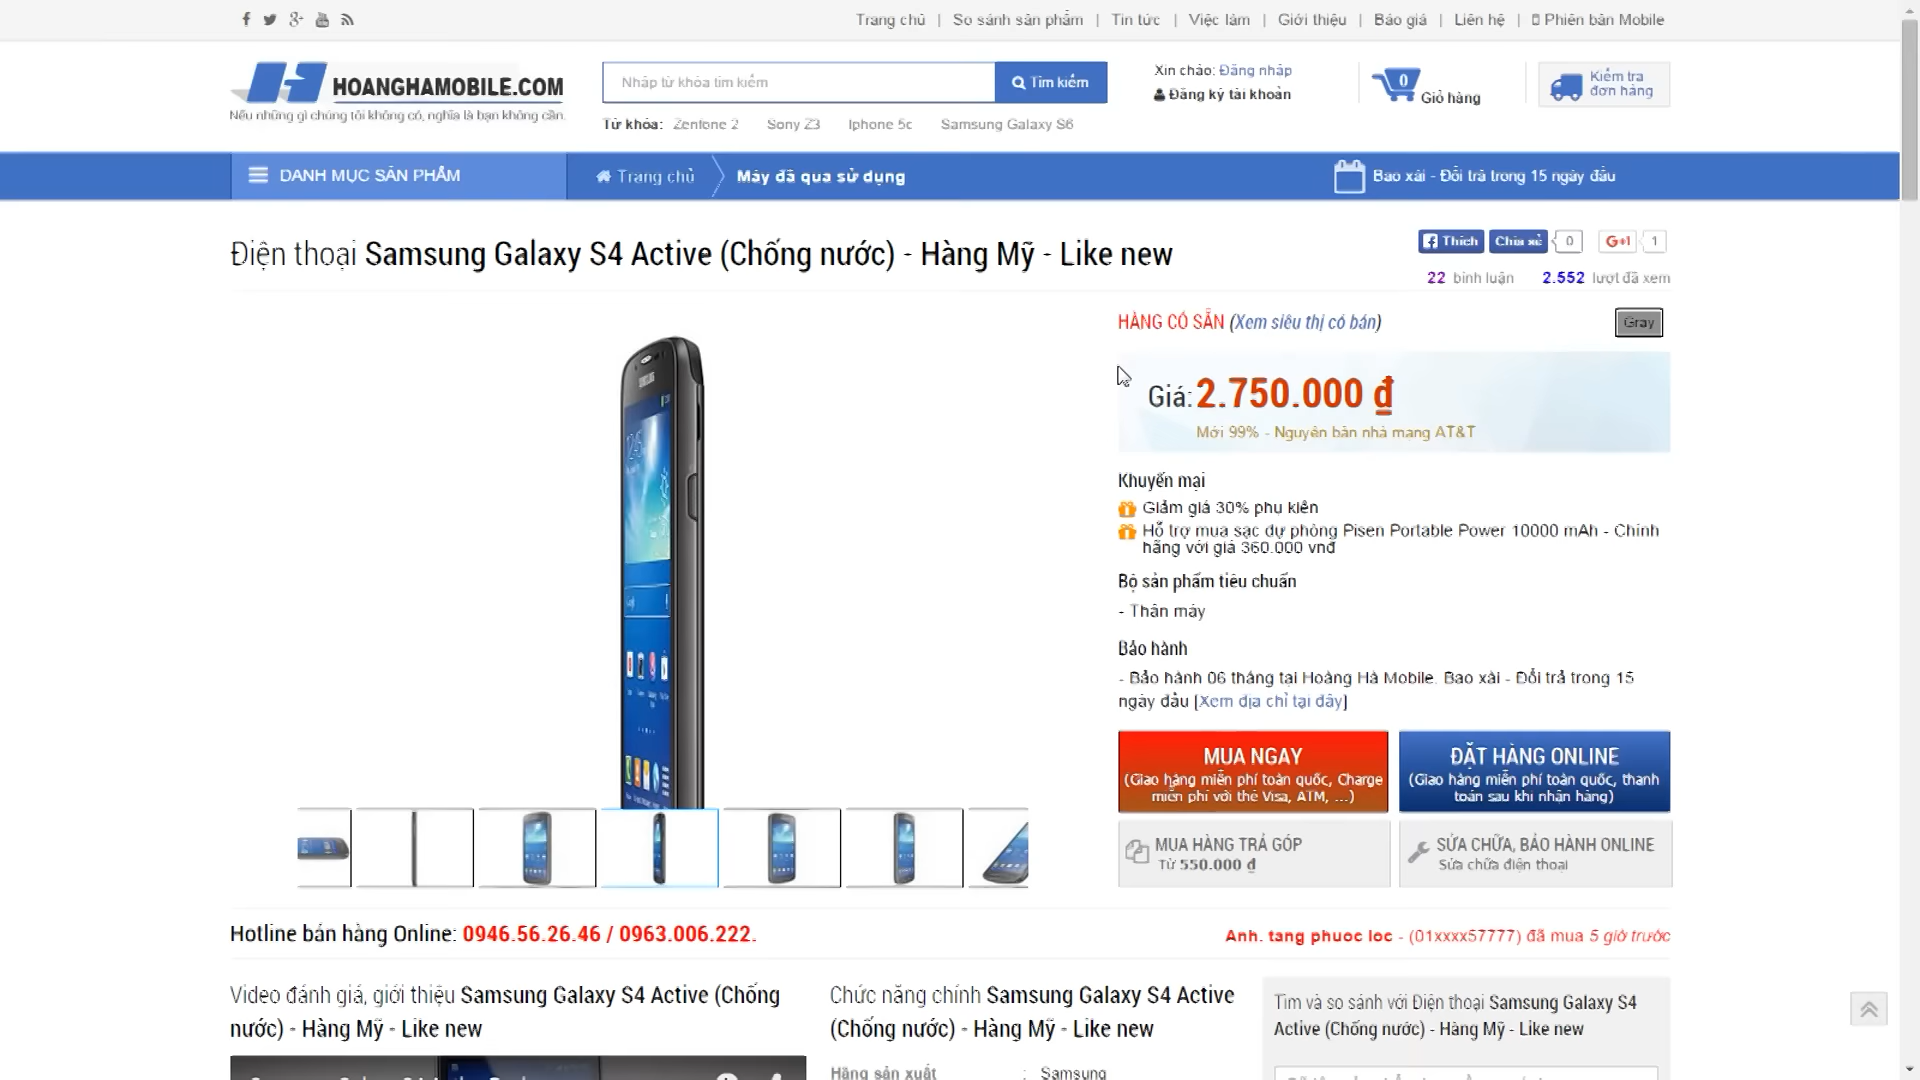 Trang chủ | So sánh sản phẩm | Tin tức | Việc làm | Giới thiệu | Báo giá | Liên hệ | Phiên bản Mobile
HOANGHAMOBILE.COM
Nếu những gì chúng tôi không có, nghĩa là bạn không cần.
Nhập từ khóa tìm kiếm
Tìm kiếm
Từ khóa: Zenfone 2 Sony Z3 Iphone 5c Samsung Galaxy S6
Xin chào: Đăng nhập
Đăng ký tài khoản
0
Giỏ hàng
Kiểm tra
đơn hàng
DANH MỤC SẢN PHẨM
Trang chủ
Máy đã qua sử dụng
Bao xài - Đổi trả trong 15 ngày đầu
Điện thoại Samsung Galaxy S4 Active (Chống nước) - Hàng Mỹ - Like new
Thích Chia sẻ 0 G+1 1
22 bình luận 2.552 lượt đã xem
HÀNG CÓ SẴN (Xem siêu thị có bán)
Gray
Giá: 2.750.000 ₫
Mới 99% - Nguyên bản nhà mạng AT&T
Khuyến mại
Giảm giá 30% phụ kiện
Hỗ trợ mua sạc dự phòng Pisen Portable Power 10000 mAh - Chính
hãng với giá 360.000 vnđ
Bộ sản phẩm tiêu chuẩn
- Thân máy
Bảo hành
- Bảo hành 06 tháng tại Hoàng Hà Mobile. Bao xài - Đổi trả trong 15
ngày đầu [Xem địa chỉ tại đây]
MUA NGAY
(Giao hàng miễn phí toàn quốc, Charge
miễn phí với thẻ Visa, ATM, ...)
ĐẶT HÀNG ONLINE
(Giao hàng miễn phí toàn quốc, thanh
toán sau khi nhận hàng)
MUA HÀNG TRẢ GÓP
Từ 550.000 ₫
SỬA CHỮA, BẢO HÀNH ONLINE
Sửa chữa điện thoại
Hotline bán hàng Online: 0946.56.26.46 / 0963.006.222.
Anh. tang phuoc loc - (01xxxx57777) đã mua 5 giờ trước
Video đánh giá, giới thiệu Samsung Galaxy S4 Active (Chống
nước) - Hàng Mỹ - Like new
Chức năng chính Samsung Galaxy S4 Active
(Chống nước) - Hàng Mỹ - Like new
Hãng sản xuất : Samsung
Tìm và so sánh với Điện thoại Samsung Galaxy S4
Active (Chống nước) - Hàng Mỹ - Like new